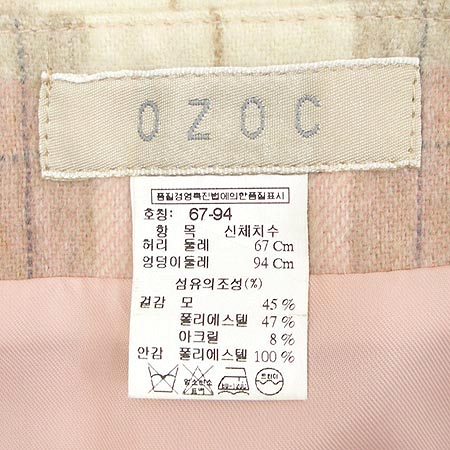 OZOC
품질경영촉진법에의한품질표시
호칭: 67-94
항 목 신체치수
허리 둘레 67 Cm
엉덩이둘레 94 Cm
섬유의조성(%)
겉감 모 45 %
폴리에스텔 47 %
아크릴 8 %
안감 폴리에스텔 100 %
드라이